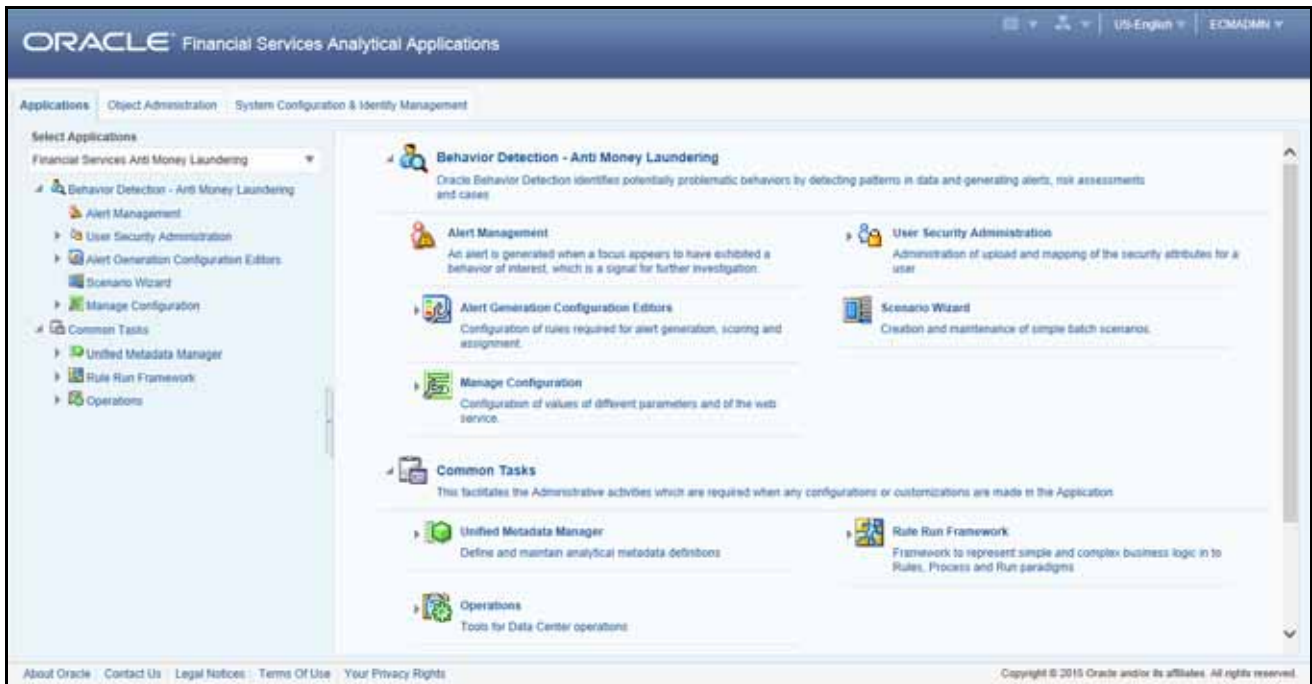 ORACLE Financial Services Analytical Applications
US-English ECMADMN
Applications Object Administration System Configuration & Identity Management
Select Applications
Financial Services Anti Money Laundering
Behavior Detection - Anti Money Laundering
Alert Management
User Security Administration
Alert Generation Configuration Editors
Scenario Wizard
Manage Configuration
Common Tasks
Unified Metadata Manager
Rule Run Framework
Operations
Behavior Detection - Anti Money Laundering
Oracle Behavior Detection identifies potentially problematic behaviors by detecting patterns in data and generating alerts, risk assessments
and cases
Alert Management
An alert is generated when a focus appears to have exhibited a
behavior of interest, which is a signal for further investigation.
User Security Administration
Administration of upload and mapping of the security attributes for a
user
Alert Generation Configuration Editors
Configuration of rules required for alert generation, scoring and
assignment.
Scenario Wizard
Creation and maintenance of simple batch scenarios.
Manage Configuration
Configuration of values of different parameters and of the web
service.
Common Tasks
This facilitates the Administrative activities which are required when any configurations or customizations are made in the Application
Unified Metadata Manager
Define and maintain analytical metadata definitions
Rule Run Framework
Framework to represent simple and complex business logic in to
Rules, Process and Run paradigms
Operations
Tools for Data Center operations
About Oracle Contact Us Legal Notices Terms Of Use Your Privacy Rights
Copyright © 2015 Oracle and/or its affiliates. All rights reserved.